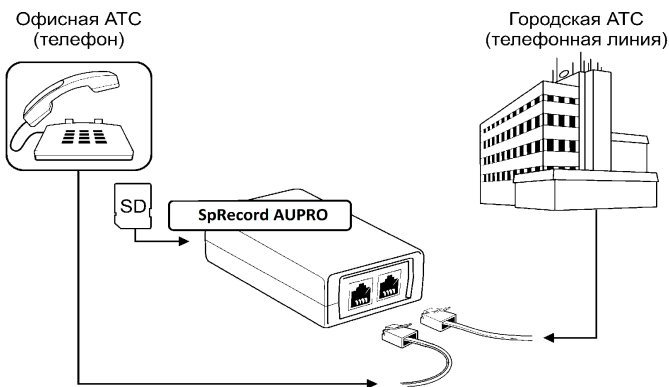 Офисная АТС
(телефон)
Городская АТС
(телефонная линия)
SD
SpRecord AUPRO